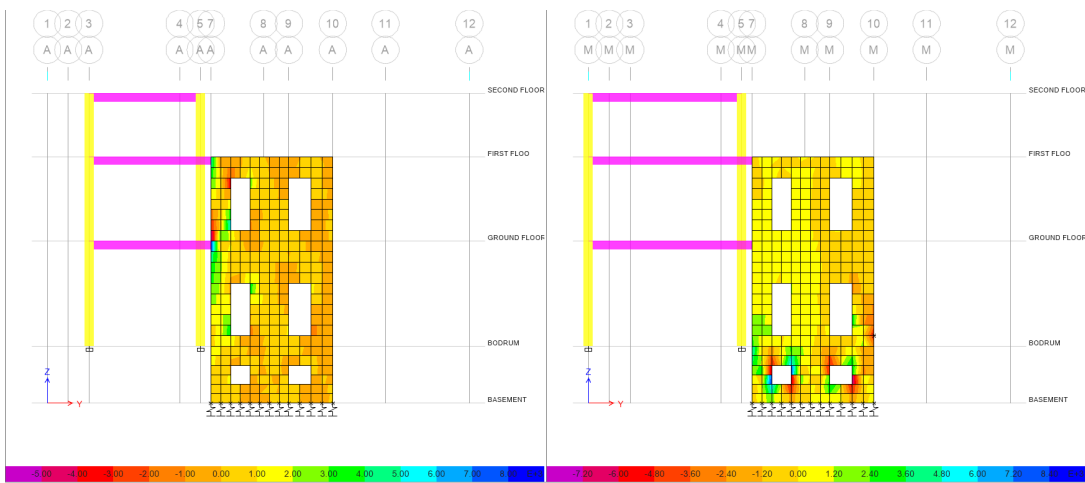 1 2 3 4 5 7 8 9 10 11 12
A A A A A A A A A A A
SECOND FLOOR
FIRST FLOO
GROUND FLOOR
BODRUM
Z
Y
BASEMENT
-5.00 -4.00 -3.00 -2.00 -1.00 0.00 1.00 2.00 3.00 4.00 5.00 6.00 7.00
1 2 3 4 5 7 8 9 10 11 12
M M M M M M M M M M M
SECOND FLOOR
FIRST FLOO
GROUND FLOOR
BODRUM
Z
Y
BASEMENT
-7.20 -6.00 -4.80 -3.60 -2.40 -1.20 0.00 1.20 2.40 3.60 4.80 6.00 7.20